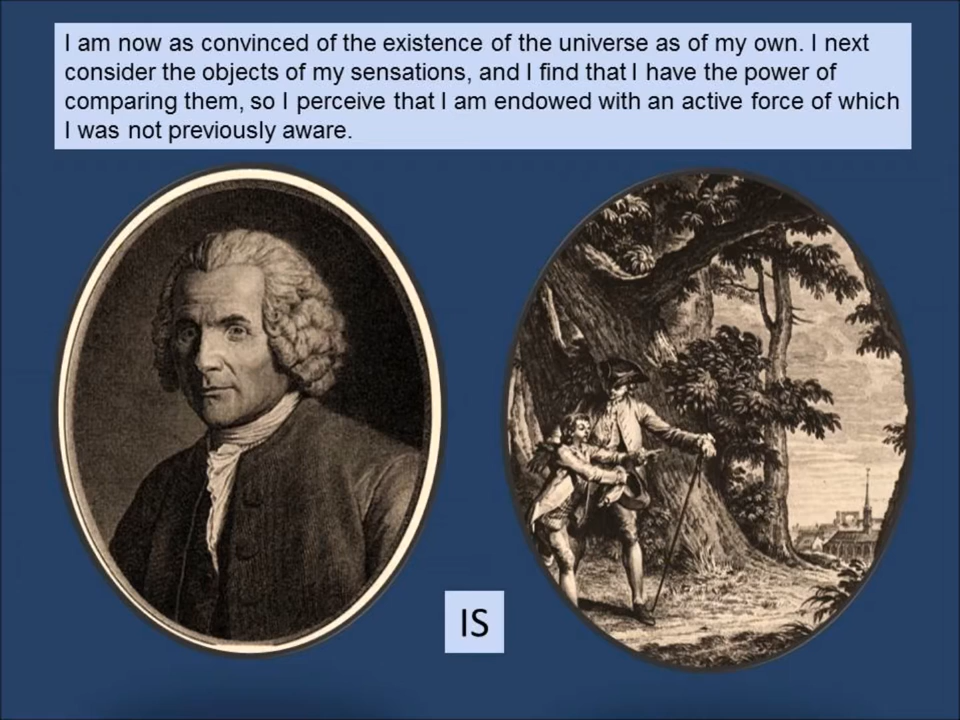 I am now as convinced of the existence of the universe as of my own. I next
consider the objects of my sensations, and I find that I have the power of
comparing them, so I perceive that I am endowed with an active force of which
I was not previously aware.
IS